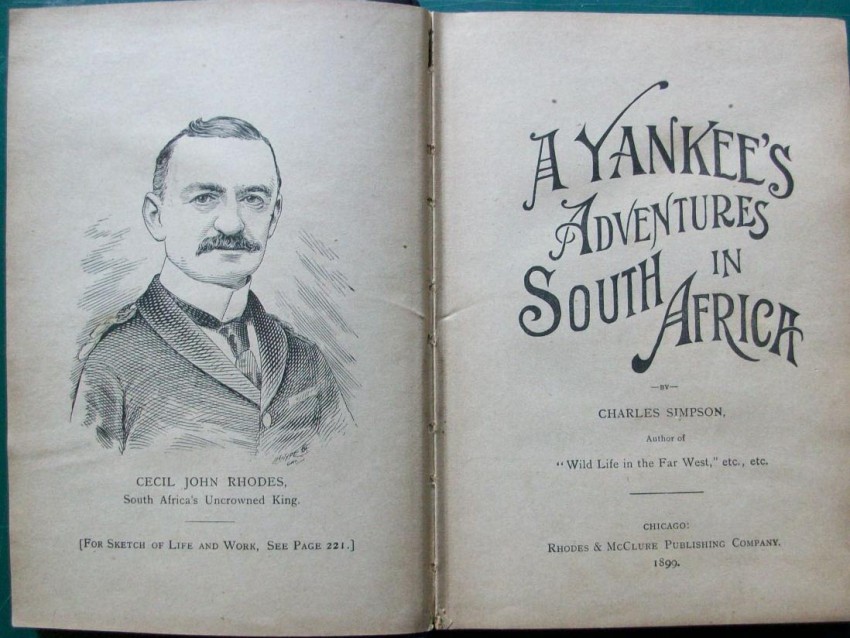 CECIL JOHN RHODES,
South Africa's Uncrowned King.
[FOR SKETCH OF LIFE AND WORK, SEE PAGE 221.]
A YANKEE'S
ADVENTURES
IN
SOUTH
AFRICA
—BY—
CHARLES SIMPSON,
Author of
"Wild Life in the Far West," etc., etc.
CHICAGO:
RHODES & MCCLURE PUBLISHING COMPANY.
1899.